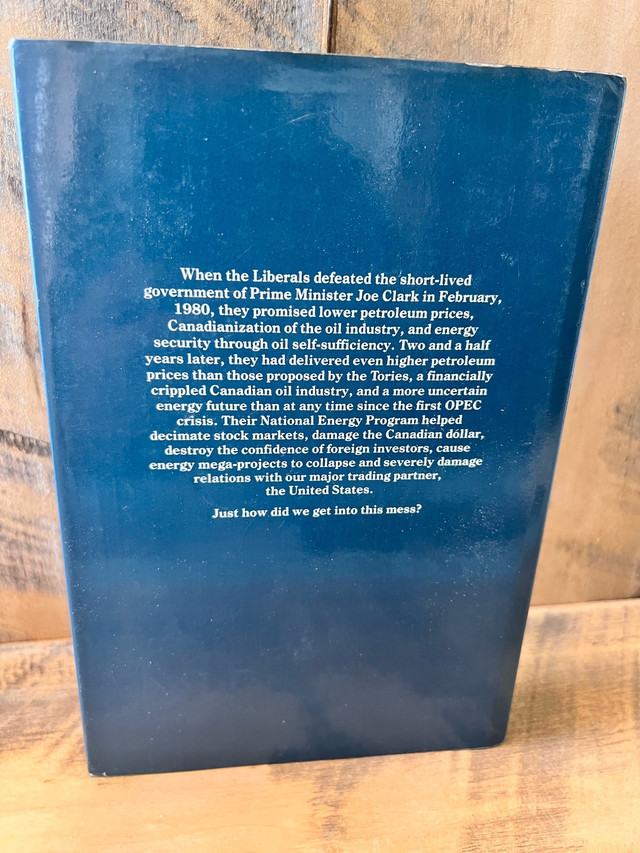 When the Liberals defeated the short-lived
government of Prime Minister Joe Clark in February,
1980, they promised lower petroleum prices,
Canadianization of the oil industry, and energy
security through oil self-sufficiency. Two and a half
years later, they had delivered even higher petroleum
prices than those proposed by the Tories, a financially
crippled Canadian oil industry, and a more uncertain
energy future than at any time since the first OPEC
crisis. Their National Energy Program helped
decimate stock markets, damage the Canadian dollar,
destroy the confidence of foreign investors, cause
energy mega-projects to collapse and severely damage
relations with our major trading partner,
the United States.
Just how did we get into this mess?